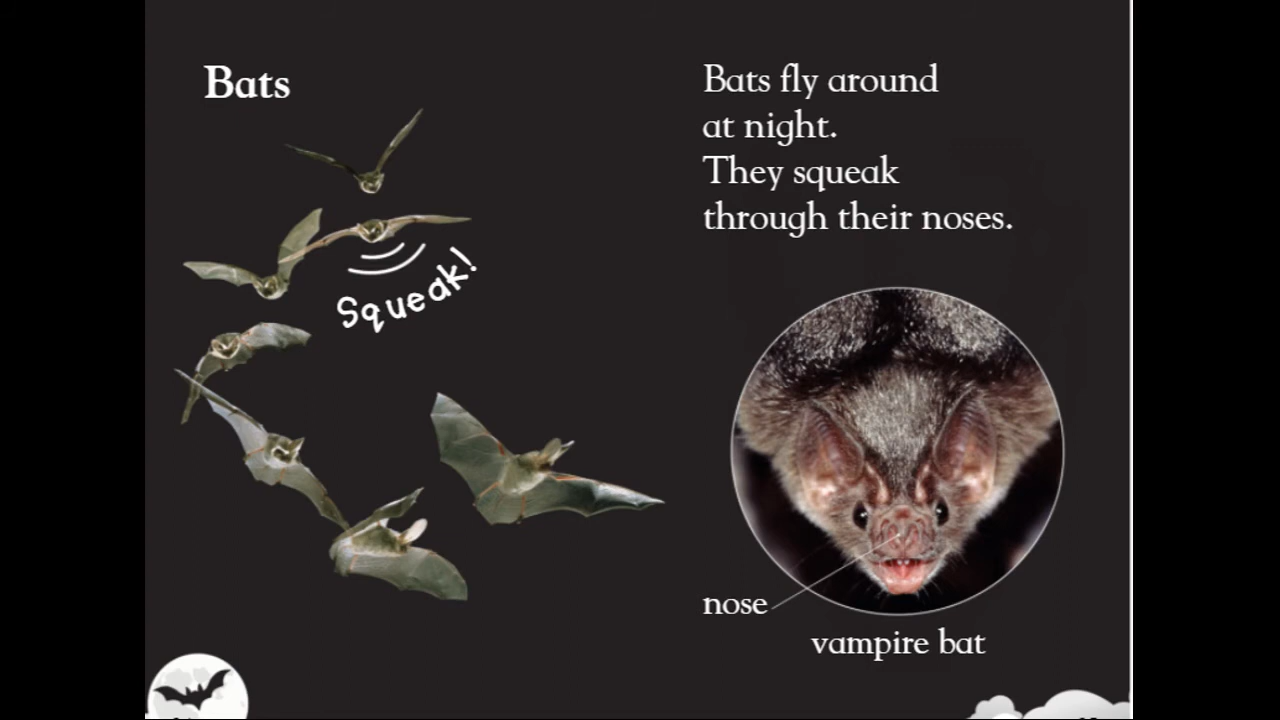 Bats
Squeak!
Bats fly around
at night.
They squeak
through their noses.
nose
vampire bat